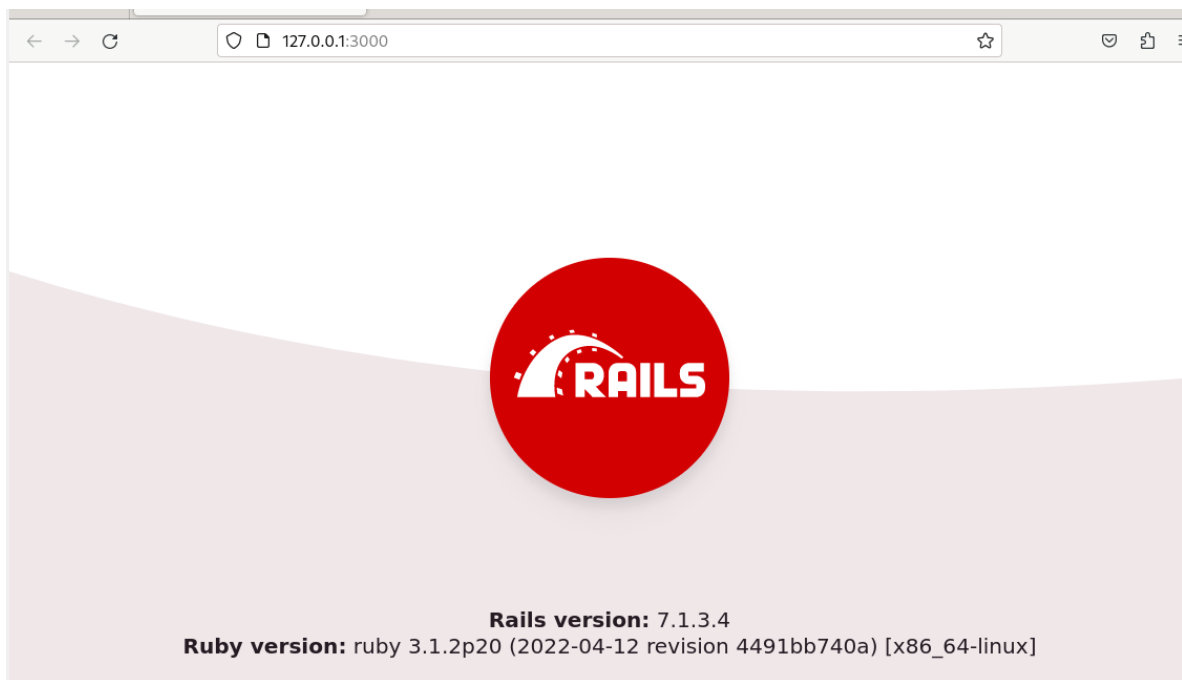 127.0.0.1:3000
RAILS
Rails version: 7.1.3.4
Ruby version: ruby 3.1.2p20 (2022-04-12 revision 4491bb740a) [x86_64-linux]